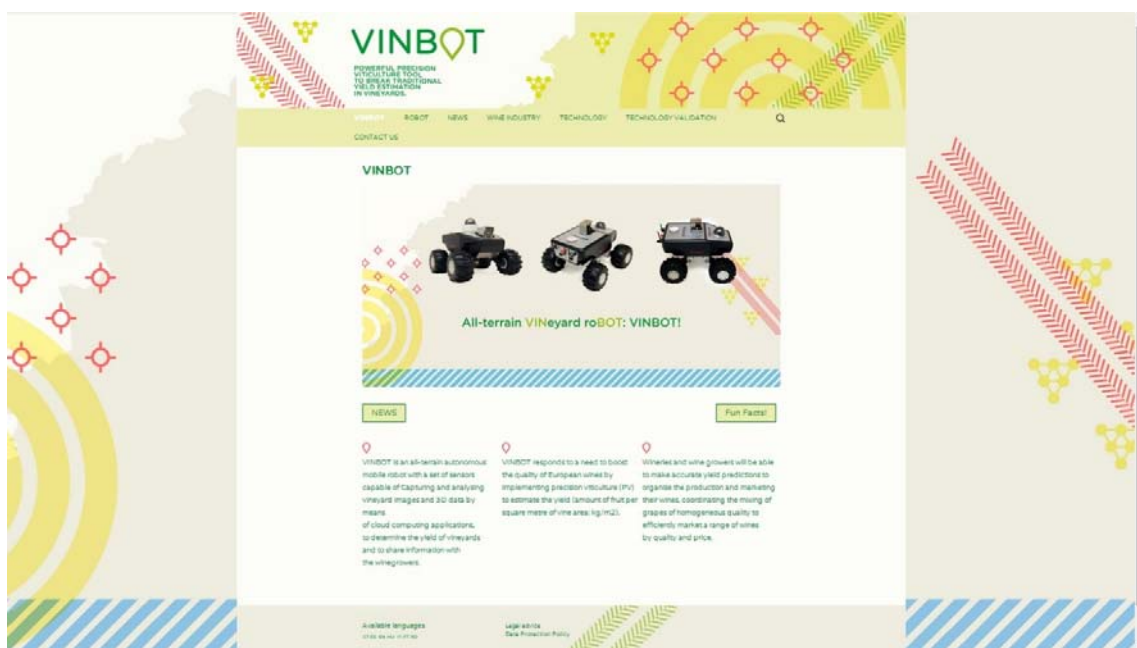 VINBOT
POWERFUL PRECISION
VITICULTURE TOOL
TO BREAK TRADITIONAL
YIELD ESTIMATION
IN VINEYARDS.
VINBOT ROBOT NEWS WINE INDUSTRY TECHNOLOGY TECHNOLOGY VALIDATION
CONTACT US
VINBOT
All-terrain VINeyard roBOT: VINBOT!
NEWS
Fun Facts!
VINBOT is an all-terrain autonomous
mobile robot with a set of sensors
capable of Capturing and analysing
vineyard images and 3D data by
means
of cloud computing applications,
to determine the yield of vineyards
and to share information with
the winegrowers.
VINBOT responds to a need to boost
the quality of European wines by
implementing precision viticulture (PV)
to estimate the yield (amount of fruit per
square metre of vine area: kg/m2).
Wineries and wine growers will be able
to make accurate yield predictions to
organise the production and marketing
their wines, coordinating the mixing of
grapes of homogeneous quality to
efficiently market a range of wines
by quality and price.
Available languages
Legal advice
Data Protection Policy